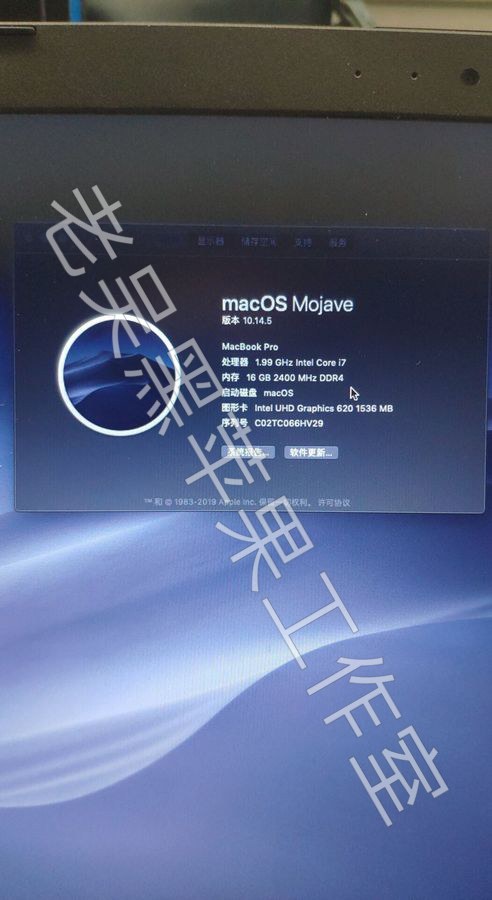 显示器 储存空间 支持 服务
macOS Mojave
版本 10.14.5
MacBook Pro
处理器 1.99 GHz Intel Core i7
内存 16 GB 2400 MHz DDR4
启动磁盘 macOS
图形卡 Intel UHD Graphics 620 1536 MB
序列号 C02TC066HV29
系统报告... 软件更新...
™ 和 © 1983-2019 Apple Inc. 保留所有权利。 许可协议
老吴黑苹果工作室